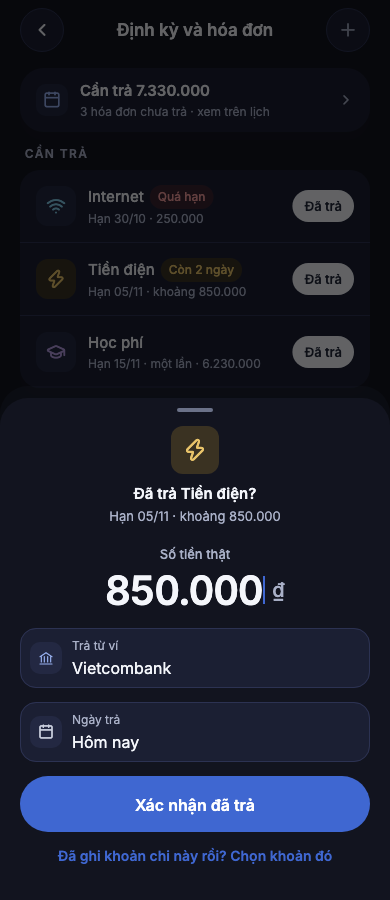 Định kỳ và hóa đơn
Cần trả 7.330.000
3 hóa đơn chưa trả · xem trên lịch
CẦN TRẢ
Internet Quá hạn
Hạn 30/10 · 250.000
Đã trả
Tiền điện Còn 2 ngày
Hạn 05/11 · khoảng 850.000
Đã trả
Học phí
Hạn 15/11 · một lần · 6.230.000
Đã trả
Đã trả Tiền điện?
Hạn 05/11 · khoảng 850.000
Số tiền thật
850.000 ₫
Trả từ ví
Vietcombank
Ngày trả
Hôm nay
Xác nhận đã trả
Đã ghi khoản chi này rồi? Chọn khoản đó